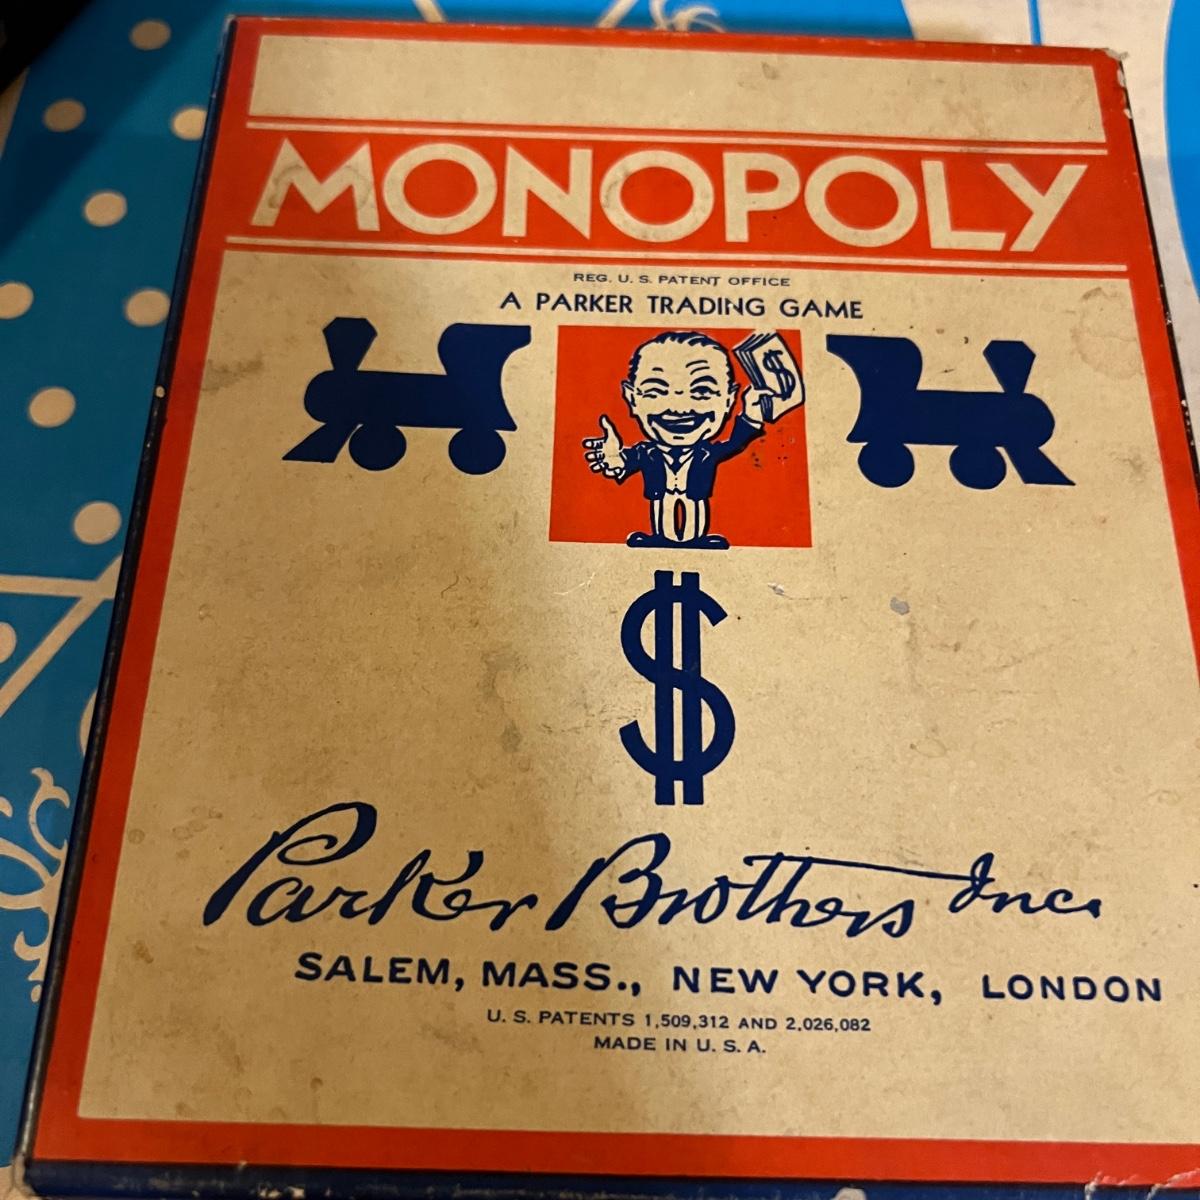 MONOPOLY
REG. U. S. PATENT OFFICE
A PARKER TRADING GAME
$
$
Parker Brothers Inc.
SALEM, MASS., NEW YORK, LONDON
U. S. PATENTS 1,509,312 AND 2,026,082
MADE IN U. S. A.